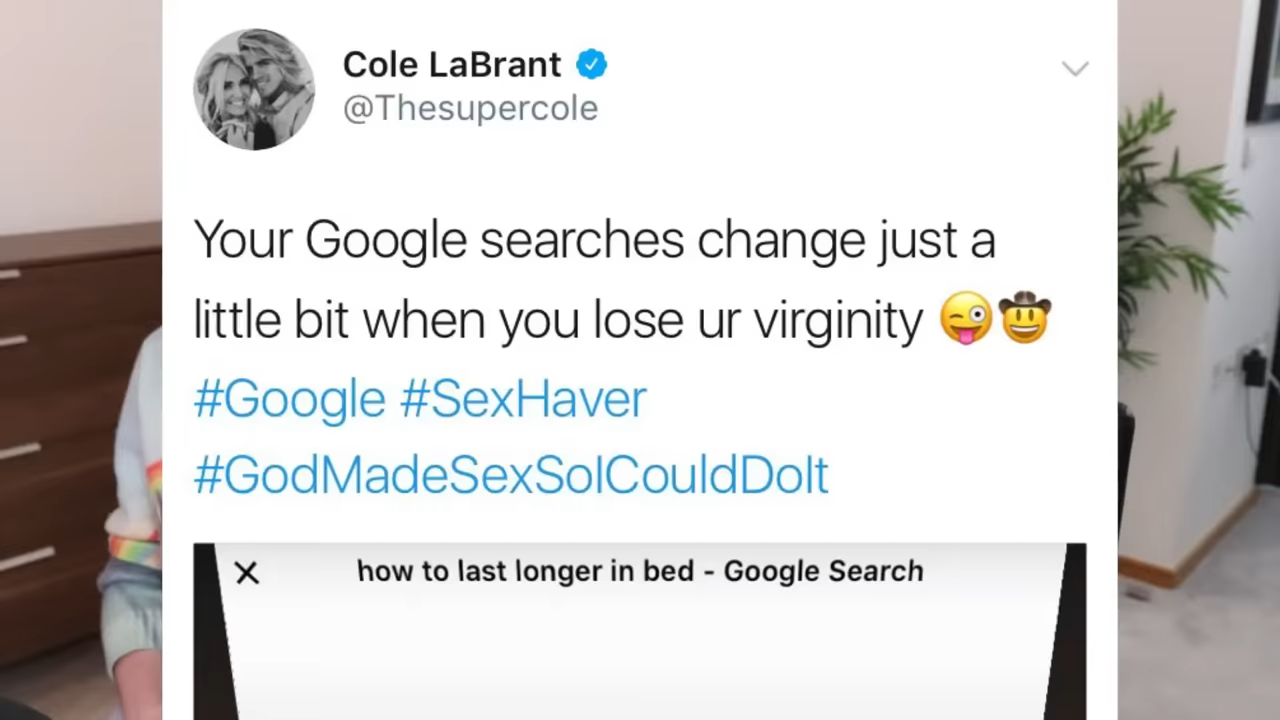 Cole LaBrant
@Thesupercole
Your Google searches change just a
little bit when you lose ur virginity 😜🤠
#Google #SexHaver
#GodMadeSexSoICouldDoIt
how to last longer in bed - Google Search